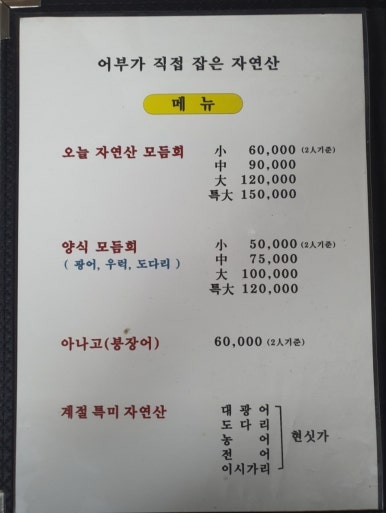 어부가 직접 잡은 자연산
메 뉴
오늘 자연산 모듬회 小 60,000 (2人기준)
中 90,000
大 120,000
특大 150,000
양식 모듬회 小 50,000 (2人기준)
( 광어, 우럭, 도다리 ) 中 75,000
大 100,000
특大 120,000
아나고(붕장어) 60,000 (2人기준)
계절 특미 자연산 대 광 어
도 다 리
농 어 현싯가
전 어
이시가리